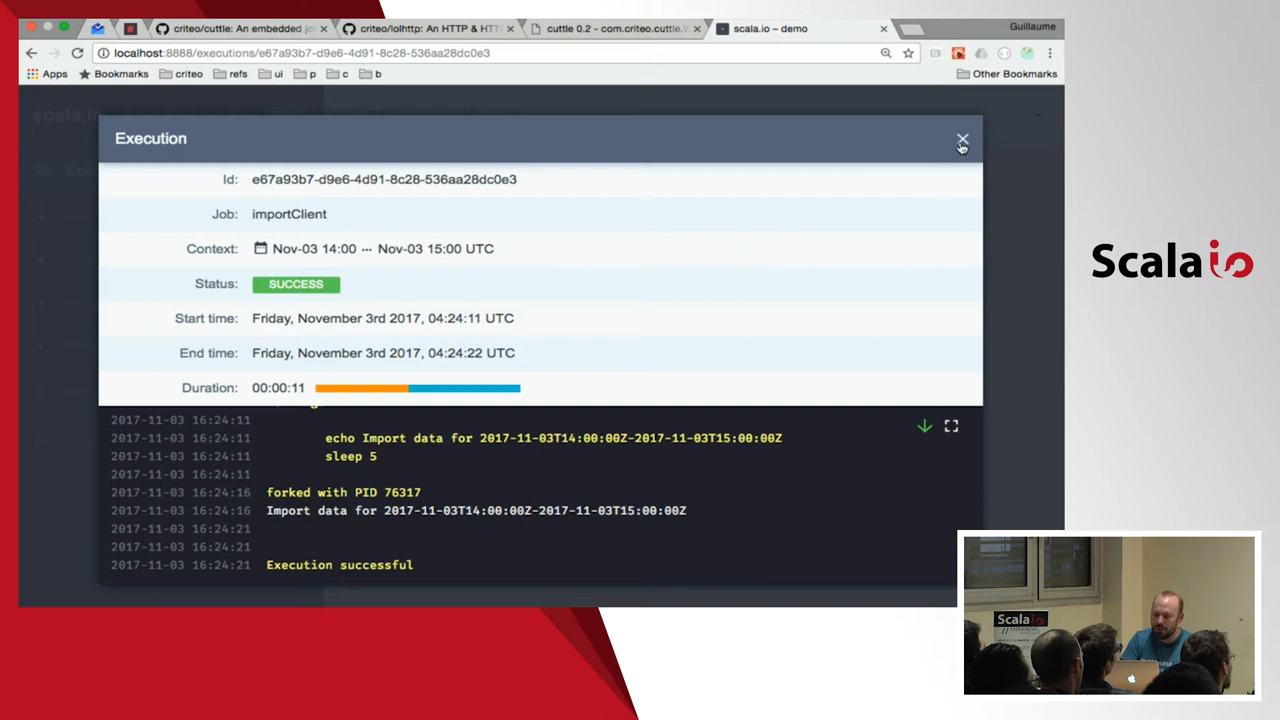 Guillaume
criteo/cuttle: An embedded jo
criteo/lolhttp: An HTTP & HTT
cuttle 0.2 - com.criteo.cuttle.
scala.io – demo
localhost:8888/executions/e67a93b7-d9e6-4d91-8c28-536aa28dc0e3
Apps
Bookmarks
criteo
refs
ui
p
c
b
Other Bookmarks
scala.i
Ex
Execution
Id: e67a93b7-d9e6-4d91-8c28-536aa28dc0e3
Job: importClient
Context: Nov-03 14:00 ··· Nov-03 15:00 UTC
Status: SUCCESS
Start time: Friday, November 3rd 2017, 04:24:11 UTC
End time: Friday, November 3rd 2017, 04:24:22 UTC
Duration: 00:00:11
2017-11-03 16:24:11
2017-11-03 16:24:11 echo Import data for 2017-11-03T14:00:00Z-2017-11-03T15:00:00Z
2017-11-03 16:24:11 sleep 5
2017-11-03 16:24:11
2017-11-03 16:24:16 forked with PID 76317
2017-11-03 16:24:16 Import data for 2017-11-03T14:00:00Z-2017-11-03T15:00:00Z
2017-11-03 16:24:21
2017-11-03 16:24:21
2017-11-03 16:24:21 Execution successful
Scala io
Scala io